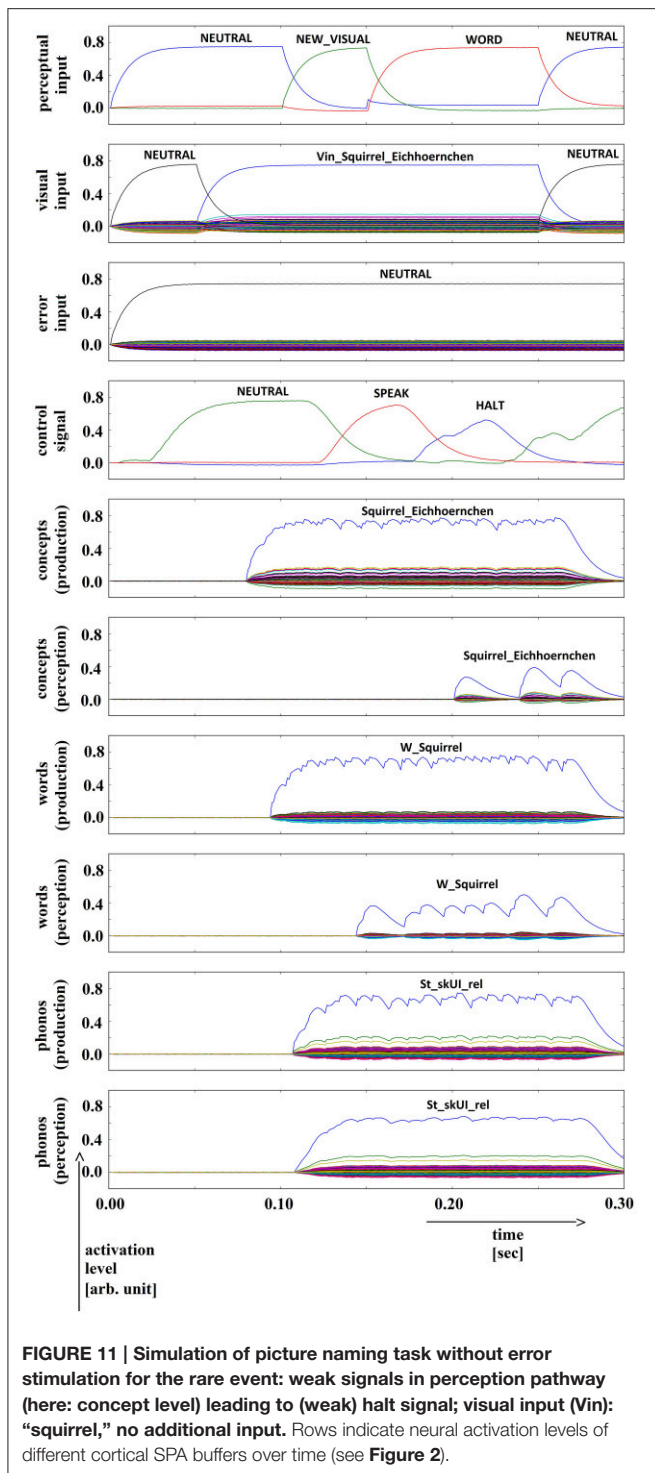 perceptual
input
0.8
0.4
0.0
NEUTRAL
NEW_VISUAL
WORD
NEUTRAL
visual
input
0.8
0.4
0.0
NEUTRAL
Vin_Squirrel_Eichhoernchen
NEUTRAL
error
input
0.8
0.4
0.0
NEUTRAL
control
signal
0.8
0.4
0.0
NEUTRAL
SPEAK
HALT
concepts
(production)
0.8
0.4
0.0
Squirrel_Eichhoernchen
concepts
(perception)
0.8
0.4
0.0
Squirrel_Eichhoernchen
words
(production)
0.8
0.4
0.0
W_Squirrel
words
(perception)
0.8
0.4
0.0
W_Squirrel
phonos
(production)
0.8
0.4
0.0
St_skUI_rel
phonos
(perception)
0.8
0.4
0.0
St_skUI_rel
0.00 0.10 0.20 0.30
time
[sec]
activation
level
[arb. unit]
FIGURE 11 | Simulation of picture naming task without error
stimulation for the rare event: weak signals in perception pathway
(here: concept level) leading to (weak) halt signal; visual input (Vin):
“squirrel,” no additional input. Rows indicate neural activation levels of
different cortical SPA buffers over time (see Figure 2).